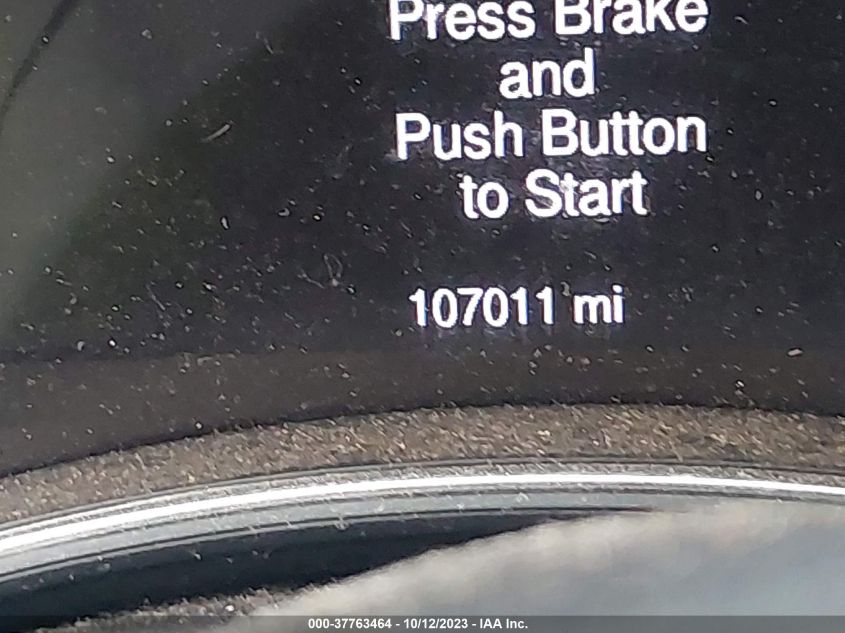 Press Brake
and
Push Button
to Start
107011 mi
000-37763464 - 10/12/2023 - IAA Inc.